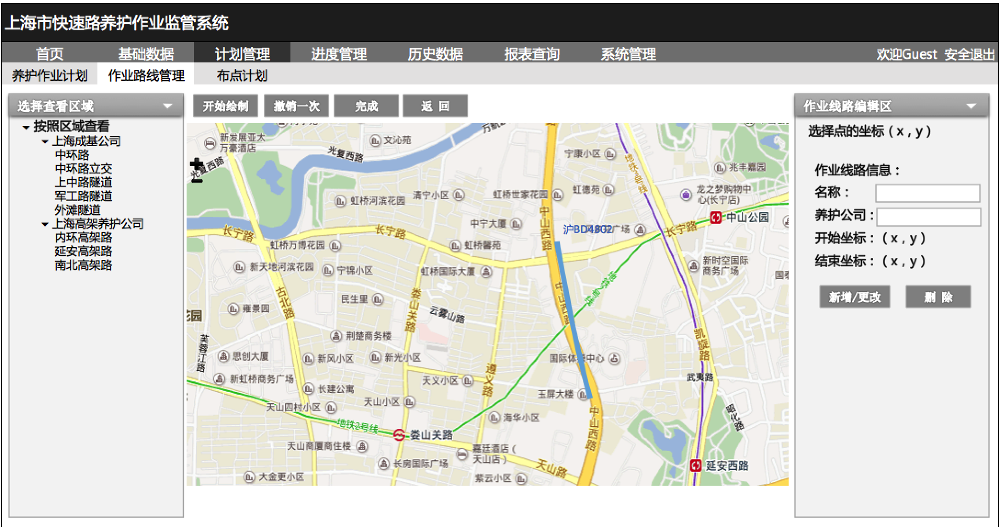 上海市快速路养护作业监管系统
首页 基础数据 计划管理 进度管理 历史数据 报表查询 系统管理 欢迎Guest 安全退出
养护作业计划 作业路线管理 布点计划
选择查看区域
按照区域查看
上海成基公司
中环路
中环路立交
上中路隧道
军工路隧道
外滩隧道
上海高架养护公司
内环高架路
延安高架路
南北高架路
开始绘制 撤销一次 完成 返 回
新发展亚太
万豪酒店
文沁苑
光复西路
光复西路
宁康小区
地铁3号线
兆丰嘉园
虹桥河滨花园
清宁小区
虹桥世家花园
虹德苑
龙之梦购物中
心(长宁店)
中山公园
中山西路
中宁大厦
沪BD4802
广场
长宁路
长宁路
长宁路
虹桥万博花园
虹桥馨苑
新天地河滨花园
宁锦小区
虹桥国际大厦
新时空国际
商务广场
地铁2号线
中山西路
古北路
民生里
娄山关路
云雾山路
雍景园
花园
荆楚商务楼
凯旋路
芙蓉江路
思创大厦
新风小区
新光小区
国际体操中心
遵义路
新虹桥商务广场
天义小区
武夷路
长建公寓
玉屏大楼
天山四村小区
天山小区
中山西路
昭化路
地铁2号线
海华小区
娄山关路
天山商厦商住楼
嘉廷酒店（
天山店）
长房国际广场
天山路
延安西路
大金更小区
紫云小区
作业线路编辑区
选择点的坐标（x，y）
作业线路信息：
名称：
养护公司：
开始坐标：（x，y）
结束坐标：（x，y）
新增/更改 删 除